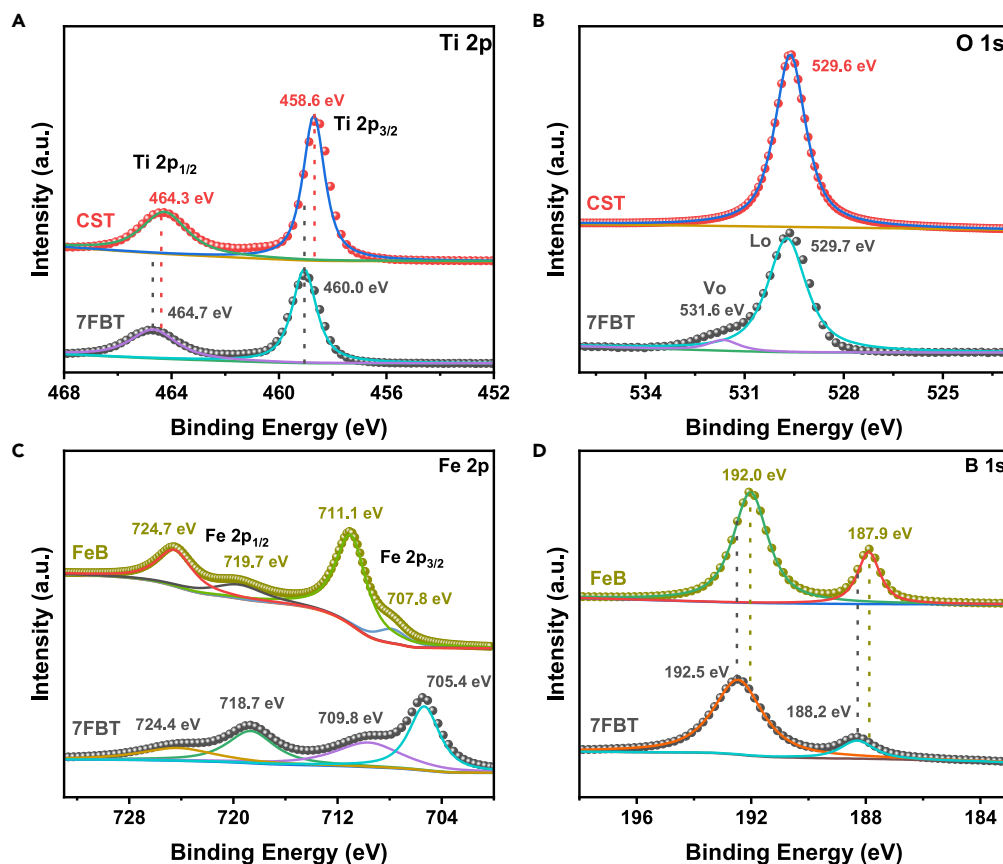 A
Ti 2p
458.6 eV
Ti 2p3/2
Ti 2p1/2
464.3 eV
CST
460.0 eV
464.7 eV
7FBT
Intensity (a.u.)
468 464 460 456 452
Binding Energy (eV)
B
O 1s
529.6 eV
CST
Lo
529.7 eV
Vo
531.6 eV
7FBT
Intensity (a.u.)
534 531 528 525
Binding Energy (eV)
C
Fe 2p
711.1 eV
724.7 eV
Fe 2p1/2
FeB
719.7 eV
Fe 2p3/2
707.8 eV
705.4 eV
718.7 eV
709.8 eV
724.4 eV
7FBT
Intensity (a.u.)
728 720 712 704
Binding Energy (eV)
D
B 1s
192.0 eV
187.9 eV
FeB
192.5 eV
188.2 eV
7FBT
Intensity (a.u.)
196 192 188 184
Binding Energy (eV)